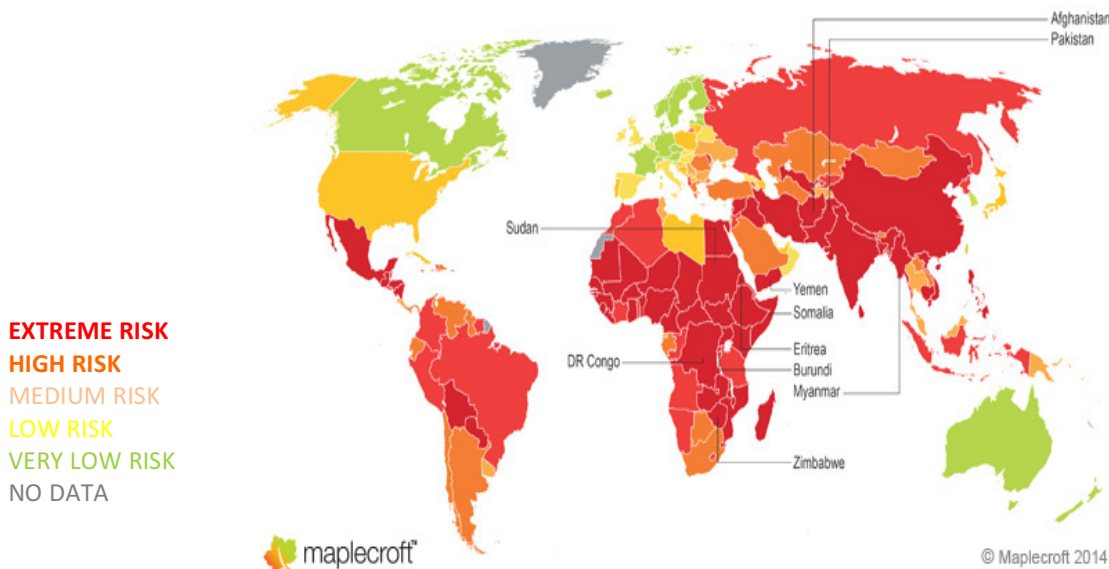 Afghanistan
Pakistan
Sudan
Yemen
Somalia
Eritrea
DR Congo
Burundi
Myanmar
Zimbabwe
EXTREME RISK
HIGH RISK
MEDIUM RISK
LOW RISK
VERY LOW RISK
NO DATA
maplecroft™
© Maplecroft 2014